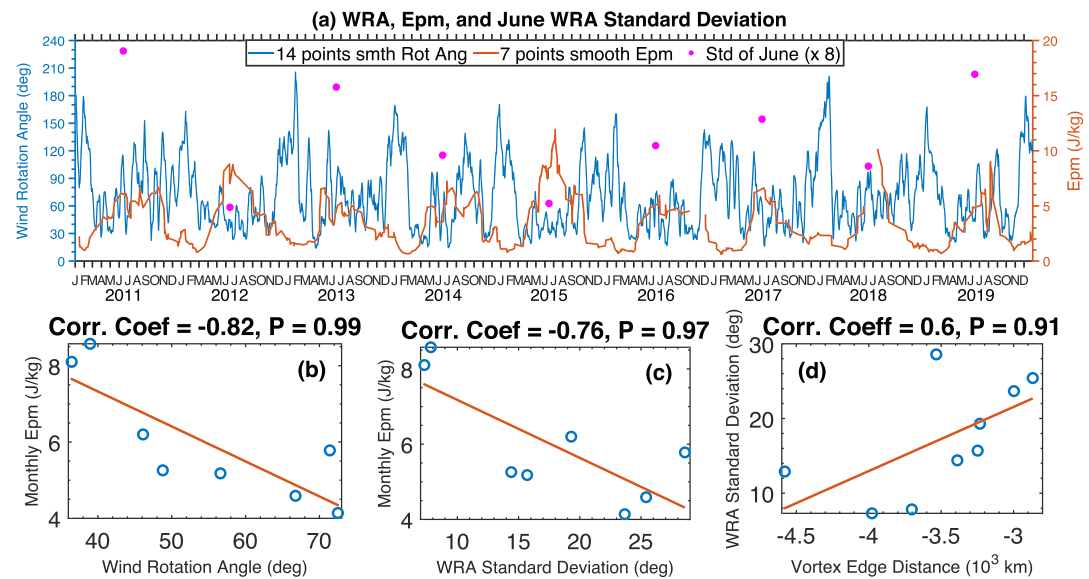 (a) WRA, Epm, and June WRA Standard Deviation
14 points smth Rot Ang
7 points smooth Epm
Std of June (x 8)
Wind Rotation Angle (deg)
240
210
180
150
120
90
60
30
0
20
15
10
5
0
Epm (J/kg)
J FMAMJ J ASOND J FMAMJ J ASOND J FMAMJ J ASOND J FMAMJ J ASOND J FMAMJ J ASOND J FMAMJ J ASOND J FMAMJ J ASOND J FMAMJ J ASOND J FMAMJ J ASOND
2011 2012 2013 2014 2015 2016 2017 2018 2019
Corr. Coef = -0.82, P = 0.99
(b)
Monthly Epm (J/kg)
8
6
4
40 50 60 70
Wind Rotation Angle (deg)
Corr. Coef = -0.76, P = 0.97
(c)
Monthly Epm (J/kg)
8
6
4
10 15 20 25
WRA Standard Deviation (deg)
Corr. Coeff = 0.6, P = 0.91
(d)
WRA Standard Deviation (deg)
30
20
10
-4.5 -4 -3.5 -3
Vortex Edge Distance (10³ km)